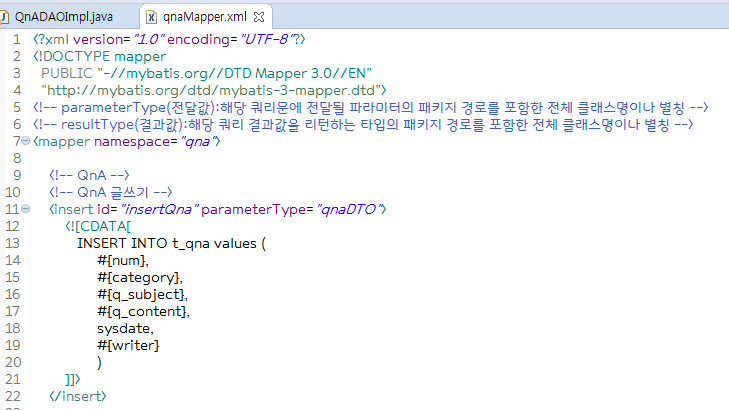 QnADAOImpl.java qnaMapper.xml
1 <?xml version="1.0" encoding="UTF-8"?>
2 <!DOCTYPE mapper
3 PUBLIC "-//mybatis.org//DTD Mapper 3.0//EN"
4 "http://mybatis.org/dtd/mybatis-3-mapper.dtd">
5 <!-- parameterType(전달값):해당 쿼리문에 전달될 파라미터의 패키지 경로를 포함한 전체 클래스명이나 별칭 -->
6 <!-- resultType(결과값):해당 쿼리 결과값을 리턴하는 타입의 패키지 경로를 포함한 전체 클래스명이나 별칭 -->
7 <mapper namespace="qna">
8
9 <!-- QnA -->
10 <!-- QnA 글쓰기 -->
11 <insert id="insertQna" parameterType="qnaDTO">
12 <![CDATA[
13 INSERT INTO t_qna values (
14 #{num},
15 #{category},
16 #{q_subject},
17 #{q_content},
18 sysdate,
19 #{writer}
20 )
21 ]]>
22 </insert>